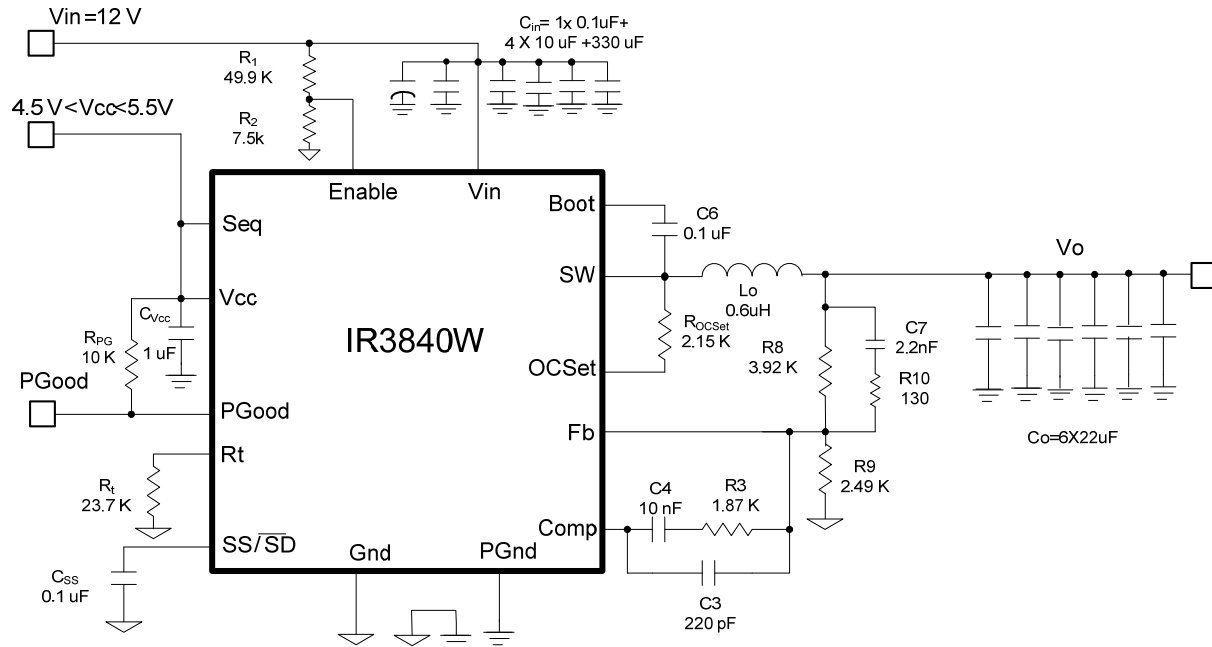 Vin =12 V
Cin= 1x 0.1uF+
4 X 10 uF +330 uF
R1
49.9 K
4.5 V<Vcc<5.5V
R2
7.5k
Enable
Vin
Boot
C6
0.1 uF
Seq
SW
Vo
Lo
0.6uH
Vcc
CVcc
1 uF
RPG
10 K
IR3840W
ROCSet
2.15 K
R8
3.92 K
C7
2.2nF
R10
130
OCSet
PGood
PGood
Fb
Co=6X22uF
Rt
Rt
23.7 K
R9
2.49 K
C4
10 nF
R3
1.87 K
Comp
SS/SD
Gnd
PGnd
CSS
0.1 uF
C3
220 pF